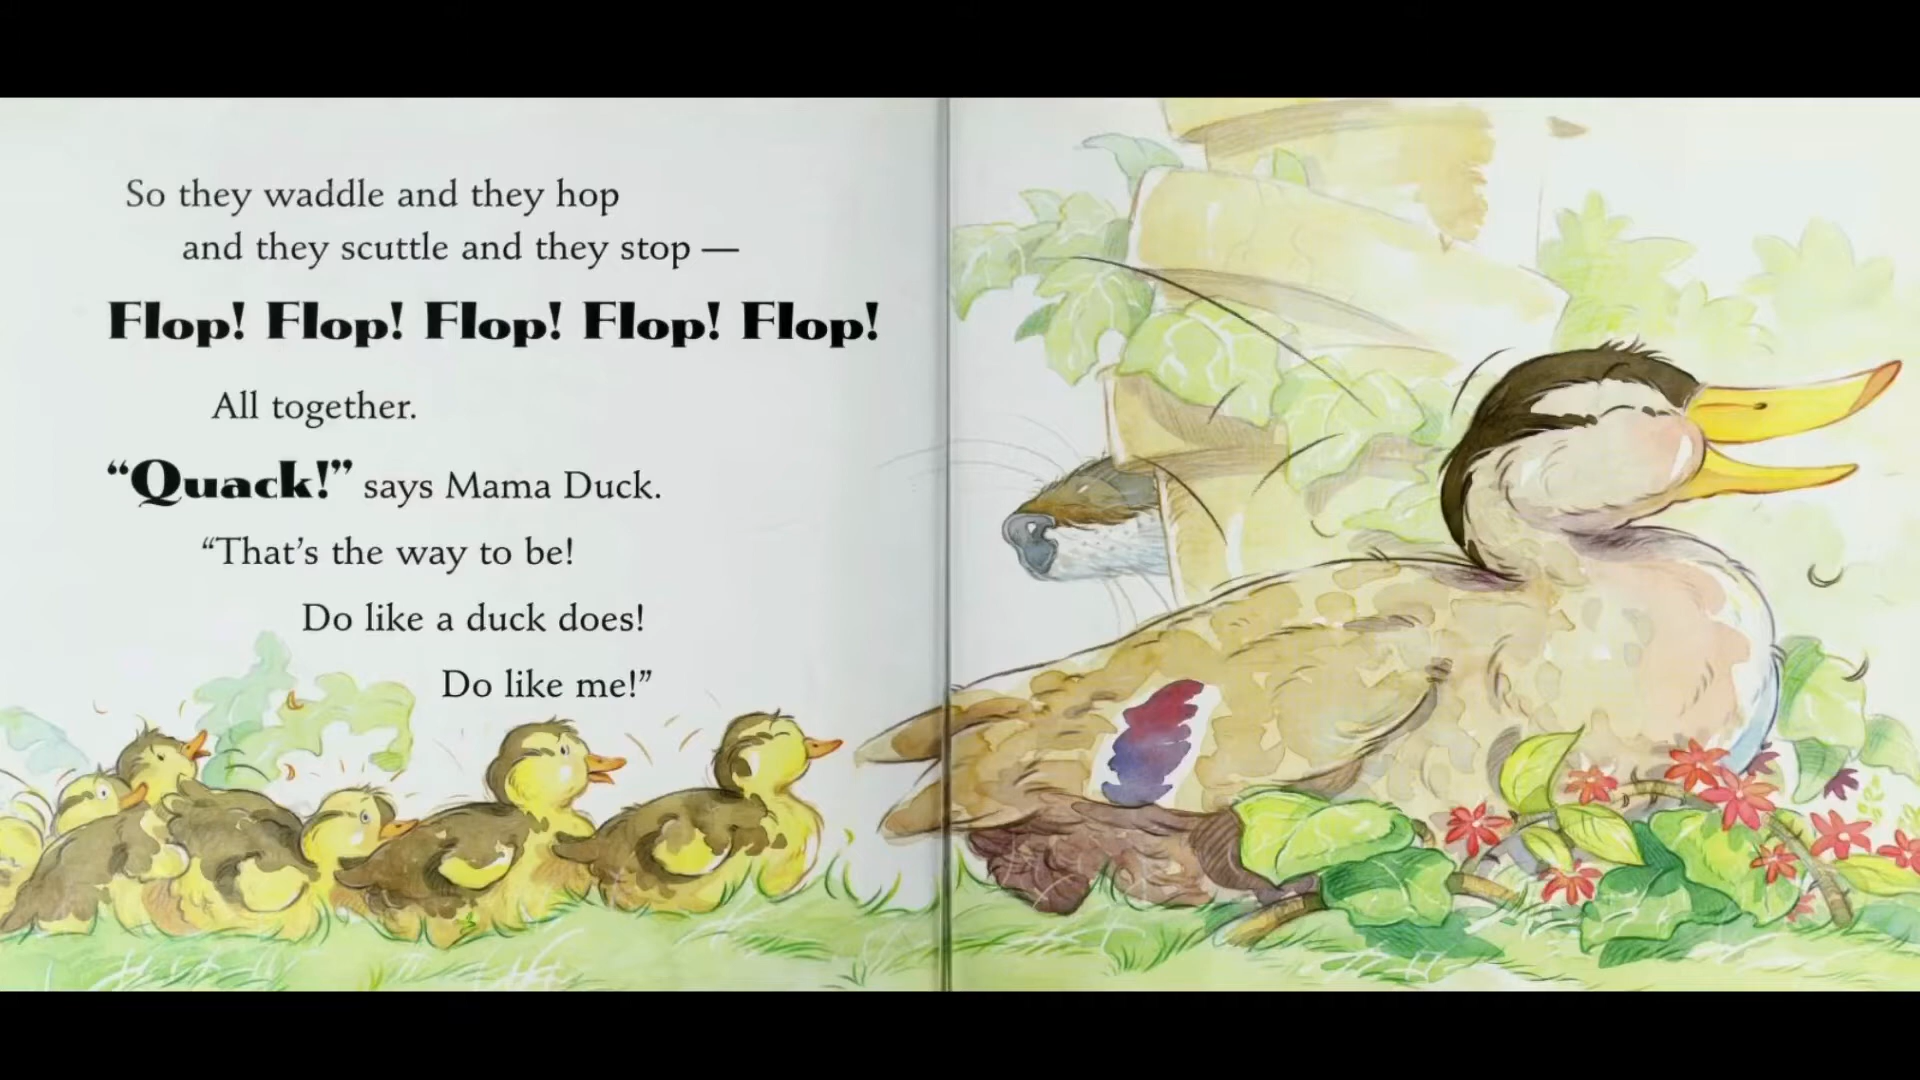 So they waddle and they hop
and they scuttle and they stop —
Flop! Flop! Flop! Flop! Flop!
All together.
“Quack!” says Mama Duck.
“That’s the way to be!
Do like a duck does!
Do like me!”